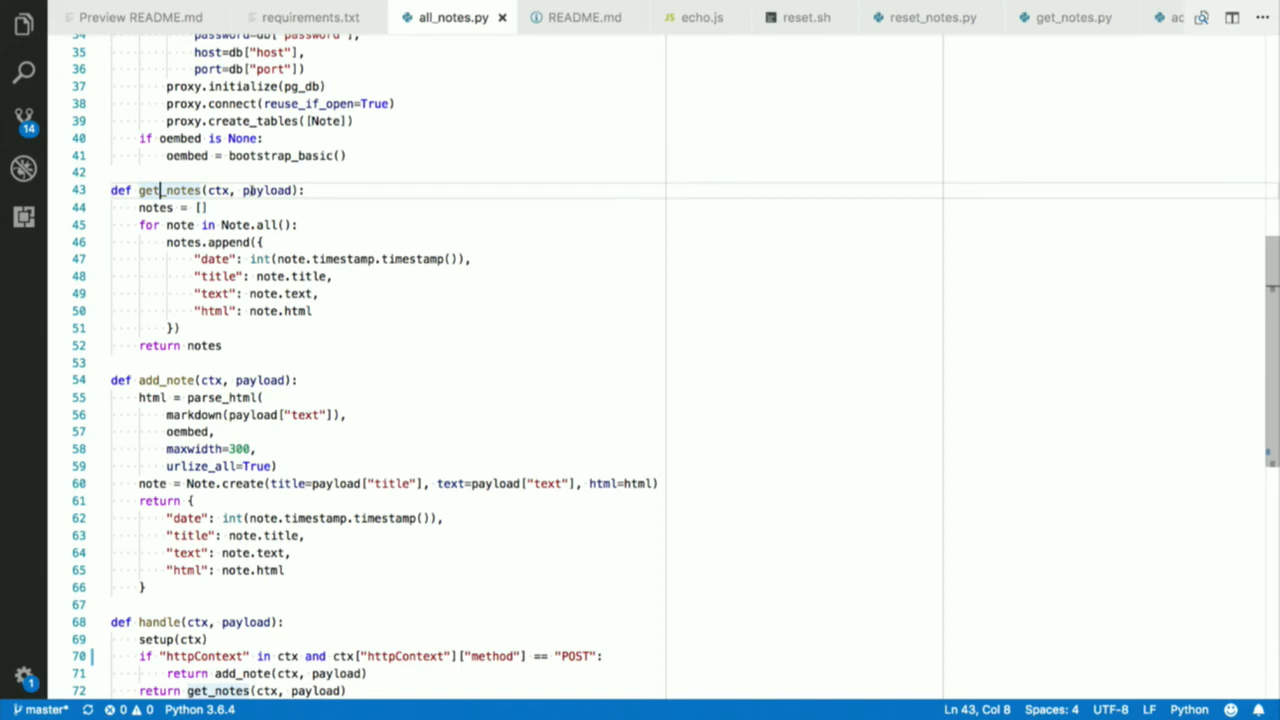 Preview README.md requirements.txt all_notes.py × README.md echo.js reset.sh reset_notes.py get_notes.py
34 password=db["password"],
35 host=db["host"],
36 port=db["port"])
37 proxy.initialize(pg_db)
38 proxy.connect(reuse_if_open=True)
39 proxy.create_tables([Note])
40 if oembed is None:
41 oembed = bootstrap_basic()
42
43 def get_notes(ctx, payload):
44 notes = []
45 for note in Note.all():
46 notes.append({
47 "date": int(note.timestamp.timestamp()),
48 "title": note.title,
49 "text": note.text,
50 "html": note.html
51 })
52 return notes
53
54 def add_note(ctx, payload):
55 html = parse_html(
56 markdown(payload["text"]),
57 oembed,
58 maxwidth=300,
59 urlize_all=True)
60 note = Note.create(title=payload["title"], text=payload["text"], html=html)
61 return {
62 "date": int(note.timestamp.timestamp()),
63 "title": note.title,
64 "text": note.text,
65 "html": note.html
66 }
67
68 def handle(ctx, payload):
69 setup(ctx)
70 if "httpContext" in ctx and ctx["httpContext"]["method"] == "POST":
71 return add_note(ctx, payload)
72 return get_notes(ctx, payload)
14
1
master* 0 0 Python 3.6.4 Ln 43, Col 8 Spaces: 4 UTF-8 LF Python